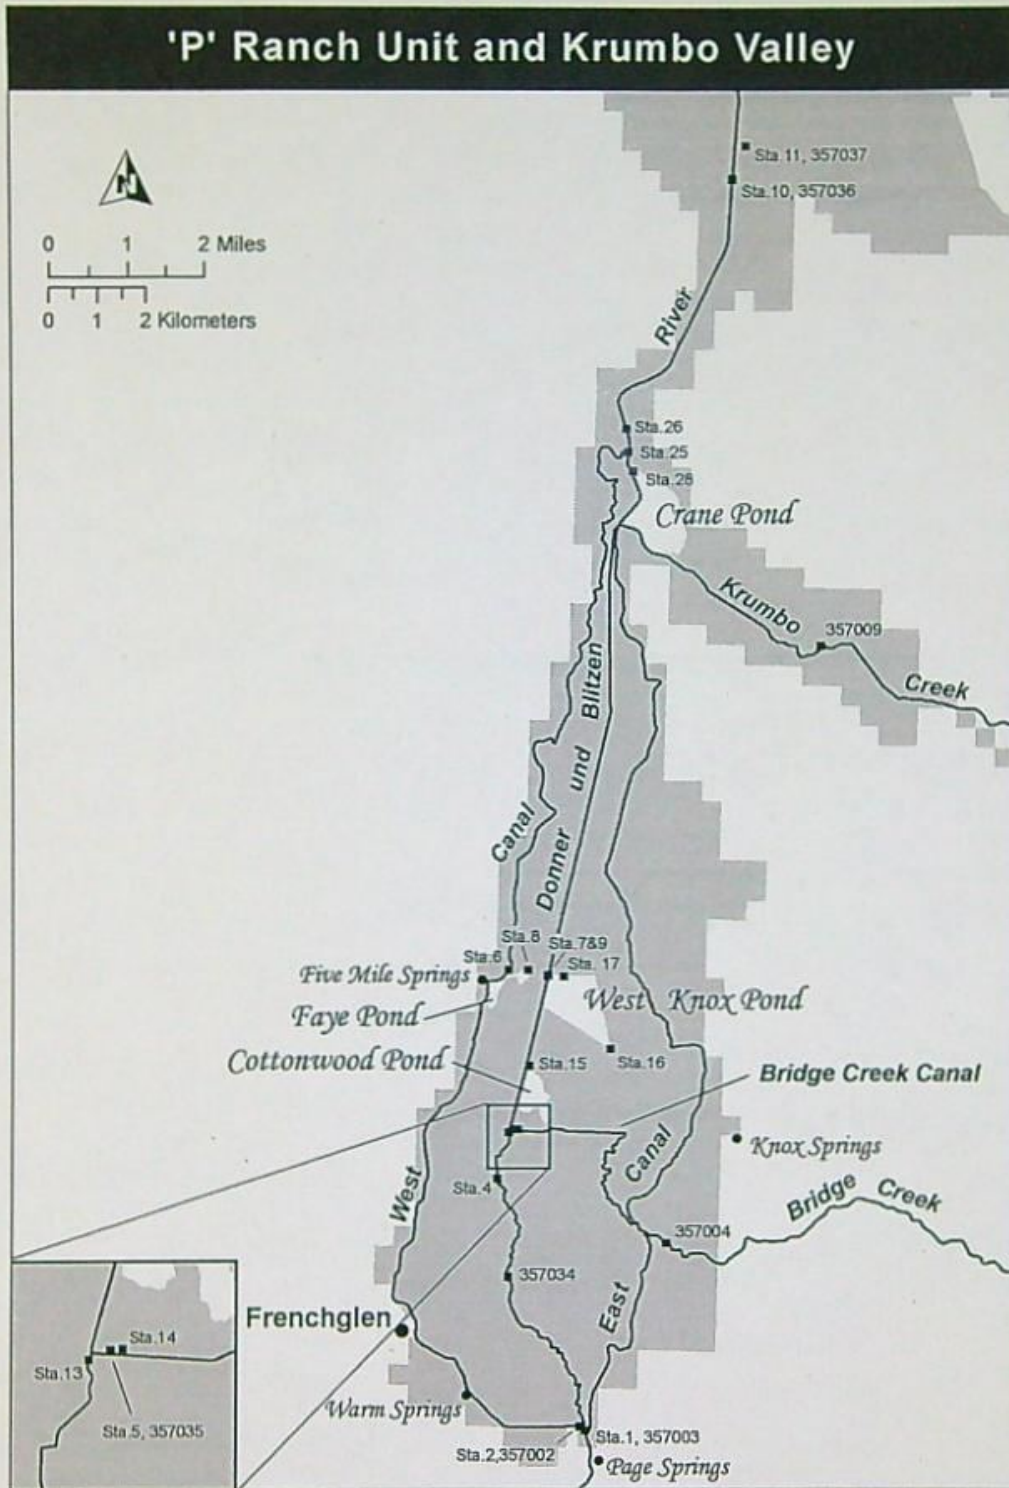 'P' Ranch Unit and Krumbo Valley
Sta.11, 357037
N
Sta.10, 357036
0 1 2 Miles
0 1 2 Kilometers
River
Sta.26
Sta.25
Sta.28
Crane Pond
Krumbo
357009
Creek
Blitzen
und
Canal
Donner
Sta.8
Sta.7&9
Sta.6
Sta. 17
Five Mile Springs
West Knox Pond
Faye Pond
Cottonwood Pond
Sta.15
Sta.16
Bridge Creek Canal
Canal
Knox Springs
Sta.4
West
Bridge Creek
357004
357034
East
Frenchglen
Sta.14
Sta.13
Warm Springs
Sta.5, 357035
Sta.1, 357003
Sta.2,357002
Page Springs